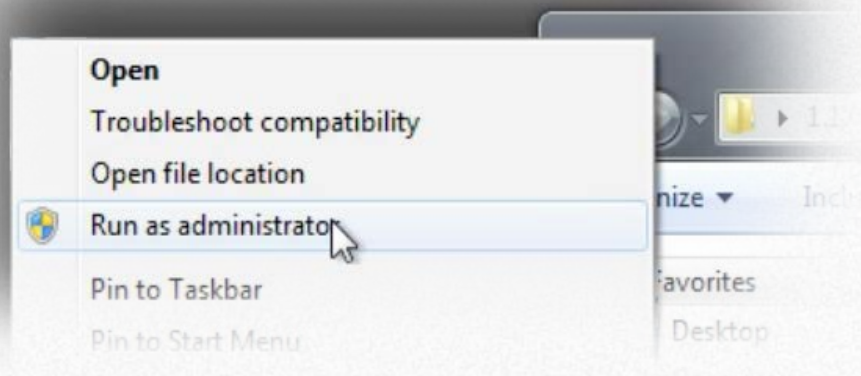 Open
Troubleshoot compatibility
Open file location
Run as administrator
Pin to Taskbar
Pin to Start Menu
nize
Favorites
Desktop